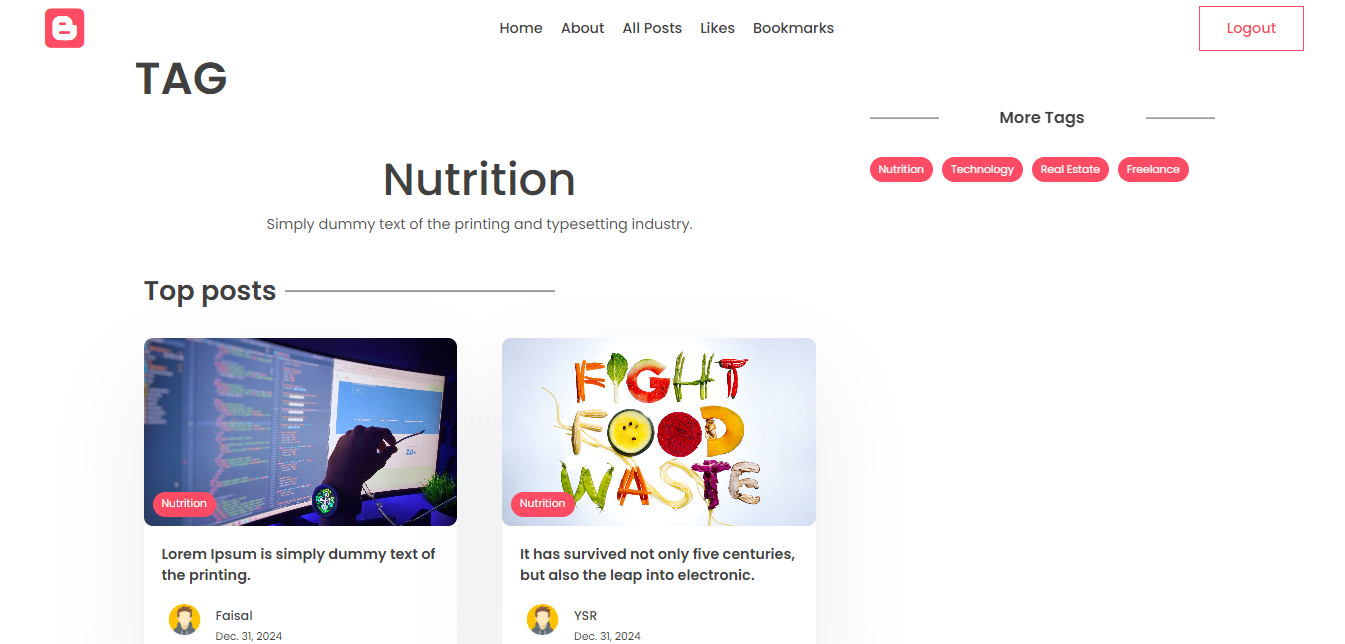 Home About All Posts Likes Bookmarks
Logout
TAG
Nutrition
Simply dummy text of the printing and typesetting industry.
Top posts
Nutrition
Lorem Ipsum is simply dummy text of
the printing.
Faisal
Dec. 31, 2024
FIGHT
FOOD
WASTE
Nutrition
It has survived not only five centuries,
but also the leap into electronic.
YSR
Dec. 31, 2024
More Tags
Nutrition Technology Real Estate Freelance